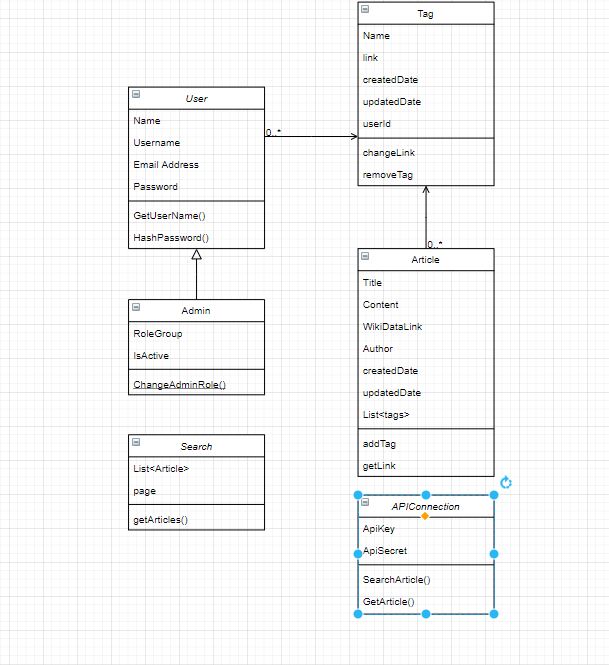 Tag
Name
link
createdDate
updatedDate
userId
changeLink
removeTag
User
Name
Username
Email Address
Password
GetUserName()
HashPassword()
0..*
0..*
Admin
RoleGroup
IsActive
ChangeAdminRole()
Article
Title
Content
WikiDataLink
Author
createdDate
updatedDate
List<tags>
addTag
getLink
Search
List<Article>
page
getArticles()
APIConnection
ApiKey
ApiSecret
SearchArticle()
GetArticle()